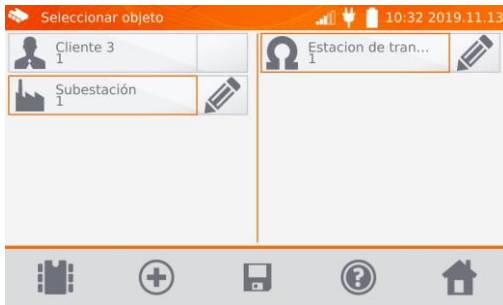 Seleccionar objeto
10:32 2019.11.13
Cliente 3
1
Subestación
1
Estacion de tran...
1